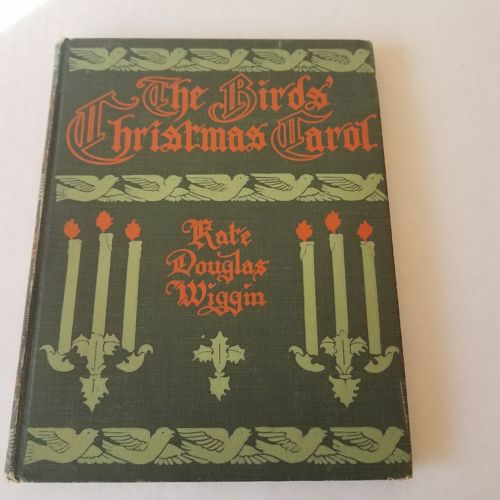 The Birds'
Christmas Carol
Kate
Douglas
Wiggin